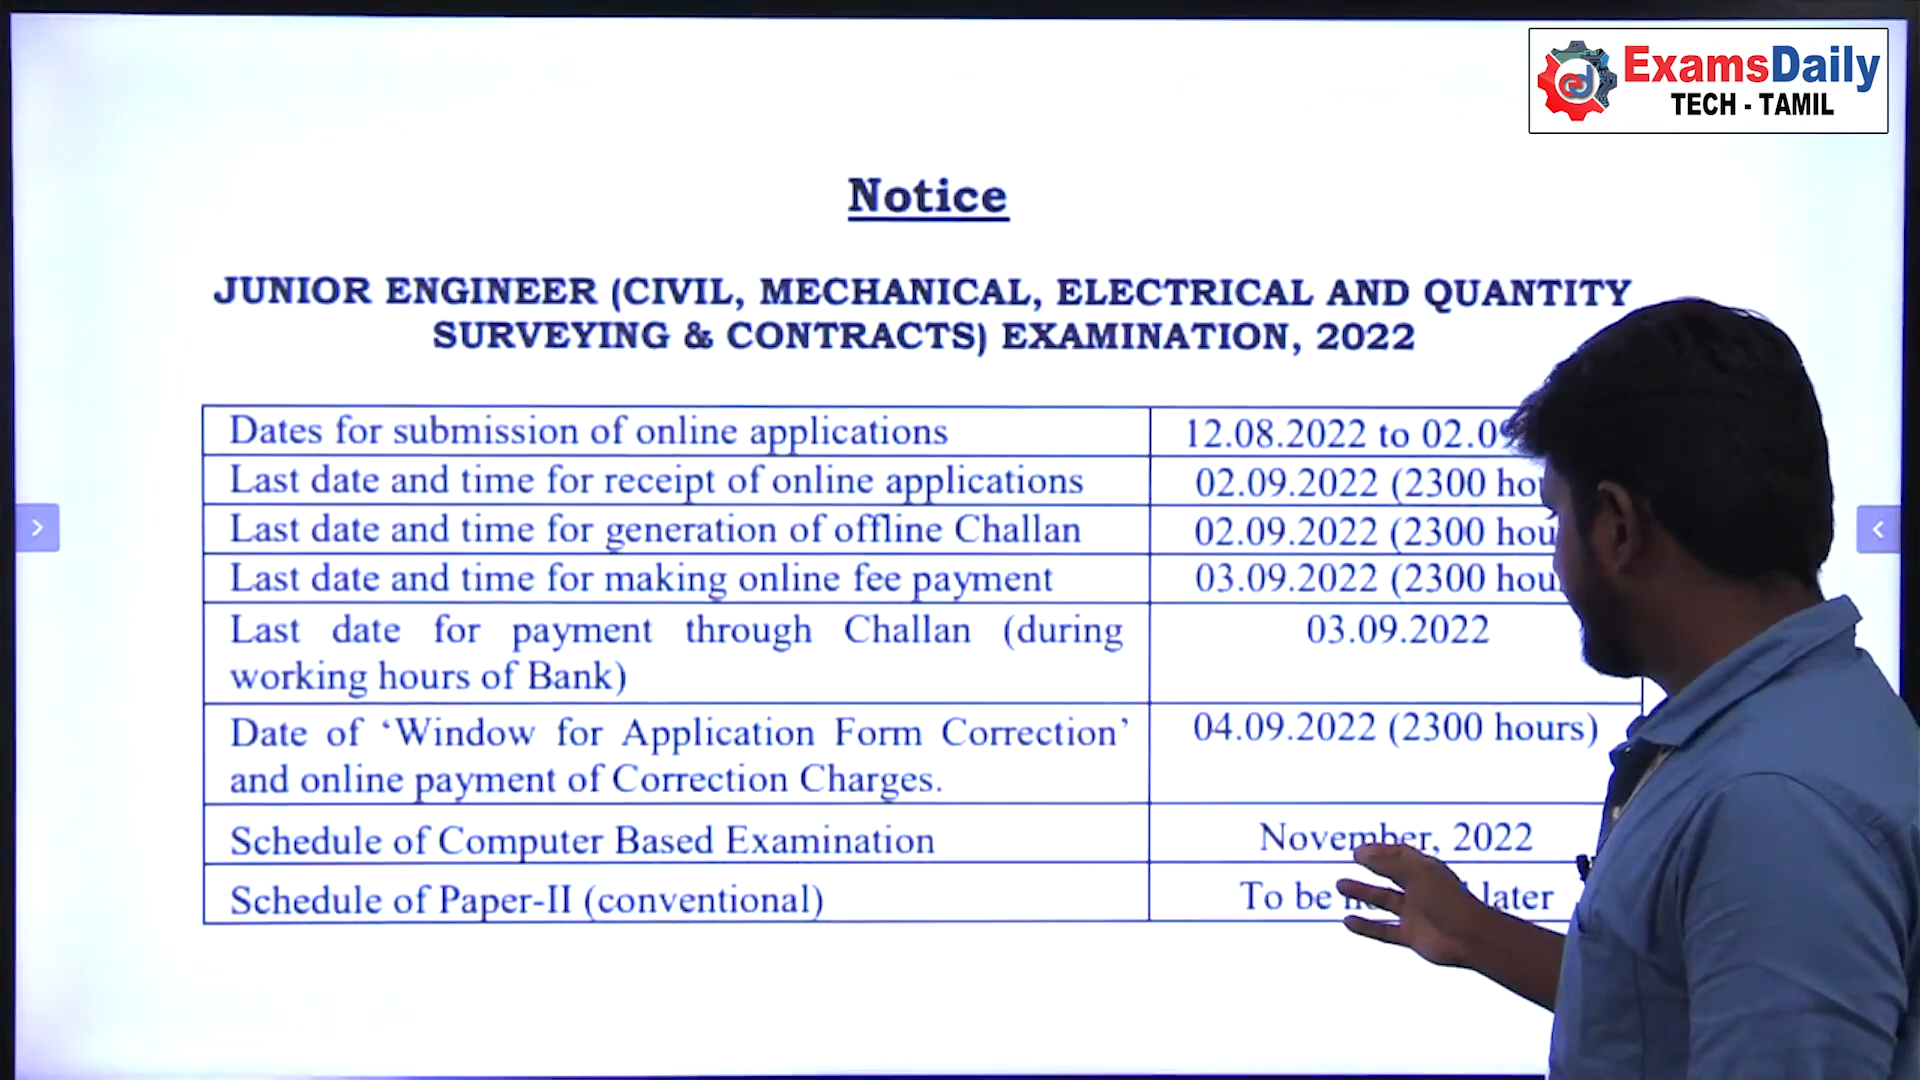 ExamsDaily
TECH - TAMIL
Notice
JUNIOR ENGINEER (CIVIL, MECHANICAL, ELECTRICAL AND QUANTITY
SURVEYING & CONTRACTS) EXAMINATION, 2022
Dates for submission of online applications
12.08.2022 to
Last date and time for receipt of online applications
02.09.2022 (2300
Last date and time for generation of offline Challan
02.09.2022 (2300
Last date and time for making online fee payment
03.09.2022 (2300
Last date for payment through Challan (during
working hours of Bank)
03.09.2022
Date of ‘Window for Application Form Correction’
and online payment of Correction Charges.
04.09.2022 (2300 hours)
Schedule of Computer Based Examination
November, 2022
Schedule of Paper-II (conventional)
To be later